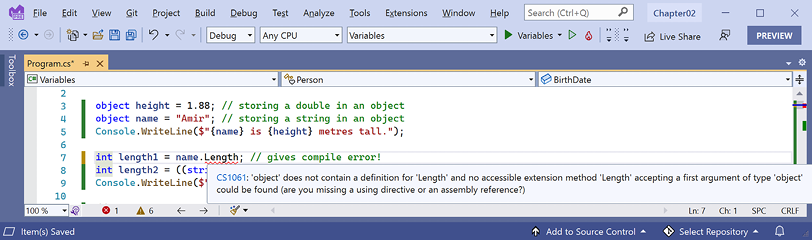 File Edit View Git Project Build Debug Test Analyze Tools Extensions Window Help Search (Ctrl+Q) Chapter02
Debug Any CPU Variables Variables Live Share PREVIEW
Toolbox
Program.cs*
C# Variables Person BirthDate
2
3 object height = 1.88; // storing a double in an object
4 object name = "Amir"; // storing a string in an object
5 Console.WriteLine($"{name} is {height} metres tall.");
6
7 int length1 = name.Length; // gives compile error!
8 int length2 = ((stri
9 Console.WriteLine($"
10
CS1061: 'object' does not contain a definition for 'Length' and no accessible extension method 'Length' accepting a first argument of type 'object'
could be found (are you missing a using directive or an assembly reference?)
100 % 1 6 Ln: 7 Ch: 1 SPC CRLF
Item(s) Saved Add to Source Control Select Repository